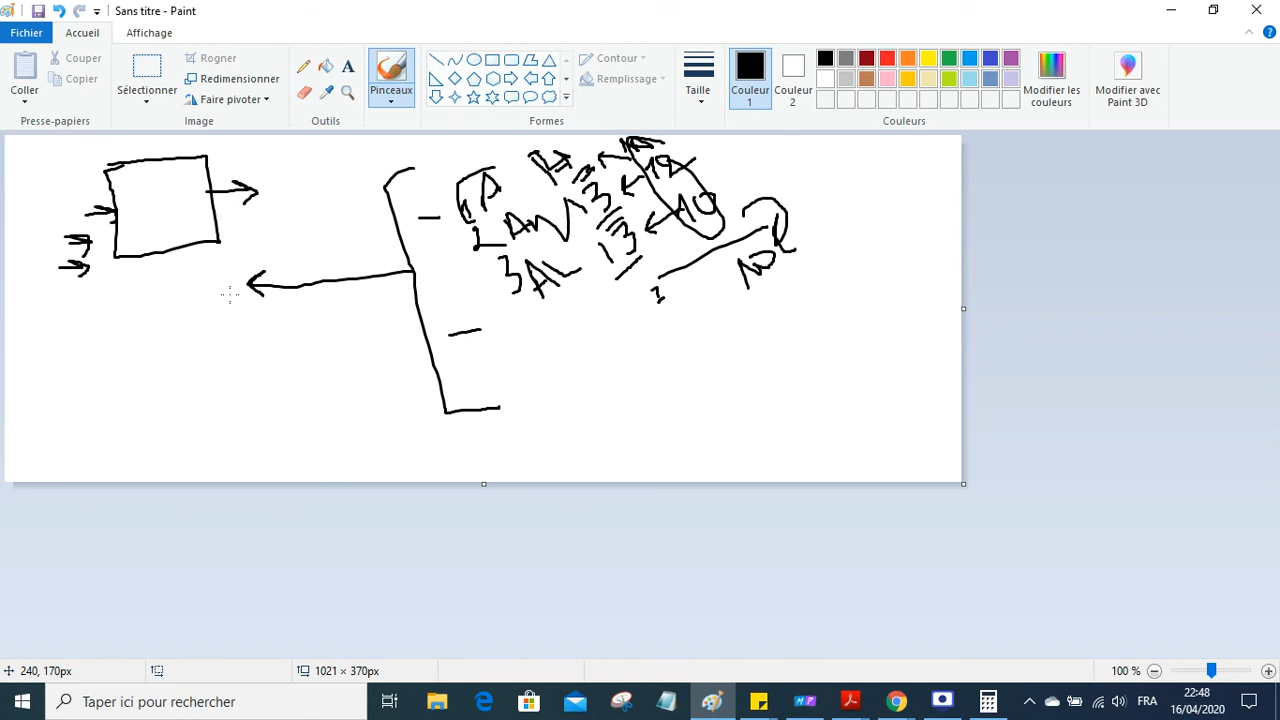 Sans titre - Paint
Fichier
Accueil
Affichage
Coller
Couper
Copier
Presse-papiers
Sélectionner
Rogner
Redimensionner
Faire pivoter
Image
A
Outils
Pinceaux
Contour
Remplissage
Formes
Taille
Couleur
1
Couleur
2
Modifier les
couleurs
Couleurs
Modifier avec
Paint 3D
10
13
240, 170px
1021 × 370px
100 %
Taper ici pour rechercher
FRA
22:48
16/04/2020